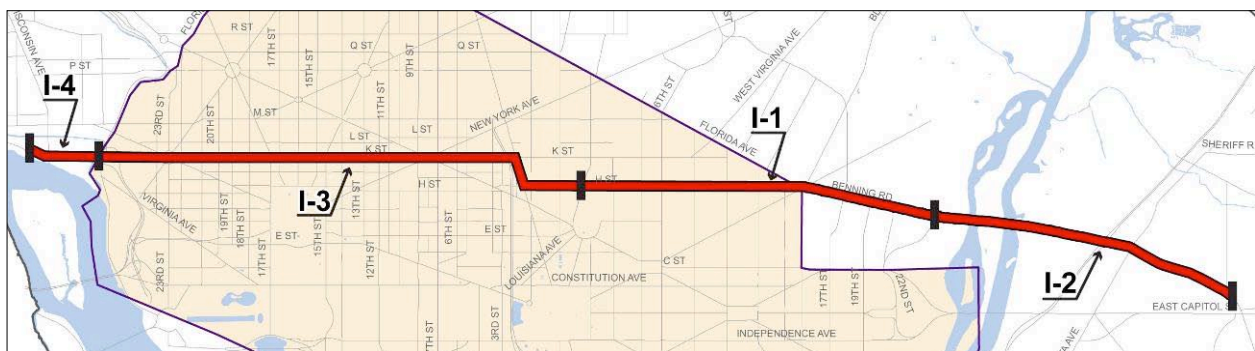 WISCONSIN AVE
R ST
17TH ST
15TH ST
Q ST
Q ST
9TH ST
P ST
6TH ST
WEST VIRGINIA AVE
I-4
23RD ST
20TH ST
M ST
11TH ST
NEW YORK AVE
FLORIDA AVE
I-1
L ST
L ST
K ST
K ST
SHERIFF R
H ST
H ST
BENNING RD
VIRGINIA AVE
19TH ST
18TH ST
I-3
13TH ST
6TH ST
E ST
15TH ST
E ST
LOUISIANA AVE
23RD ST
17TH ST
12TH ST
C ST
CONSTITUTION AVE
17TH ST
19TH ST
22ND ST
I-2
EAST CAPITOL S
3RD ST
INDEPENDENCE AVE